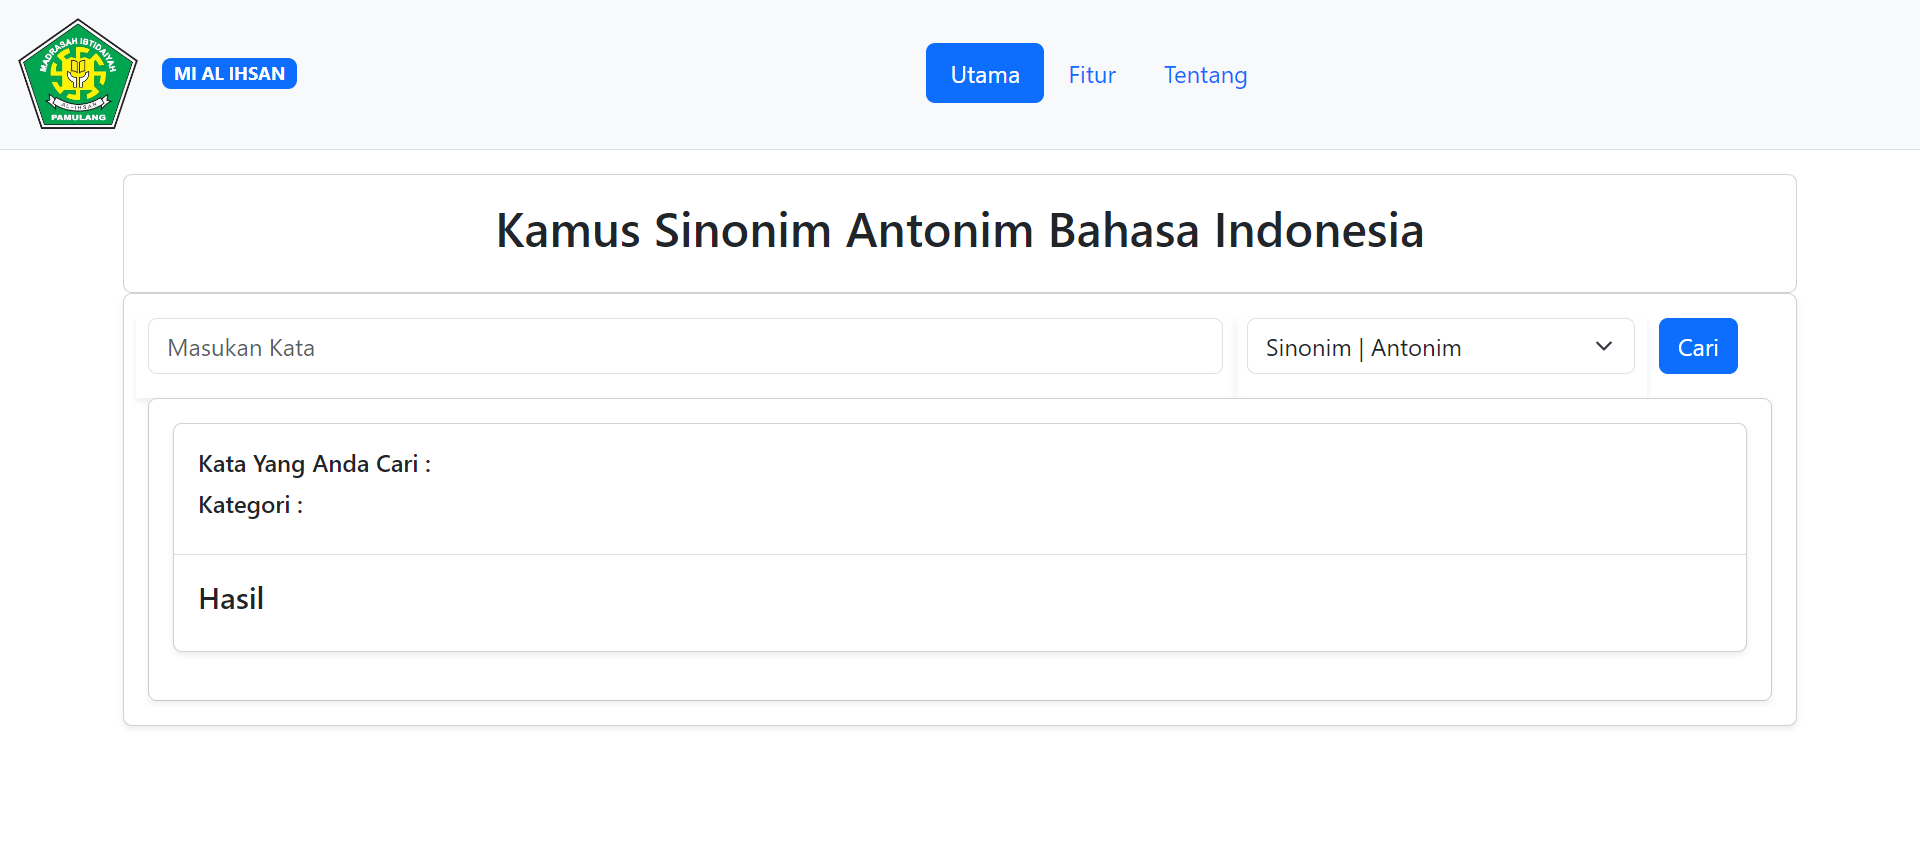 MADRASAH IBTIDAIYAH
AL-IHSAN
PAMULANG
MI AL IHSAN
Utama
Fitur
Tentang
Kamus Sinonim Antonim Bahasa Indonesia
Masukan Kata
Sinonim | Antonim
Cari
Kata Yang Anda Cari :
Kategori :
Hasil